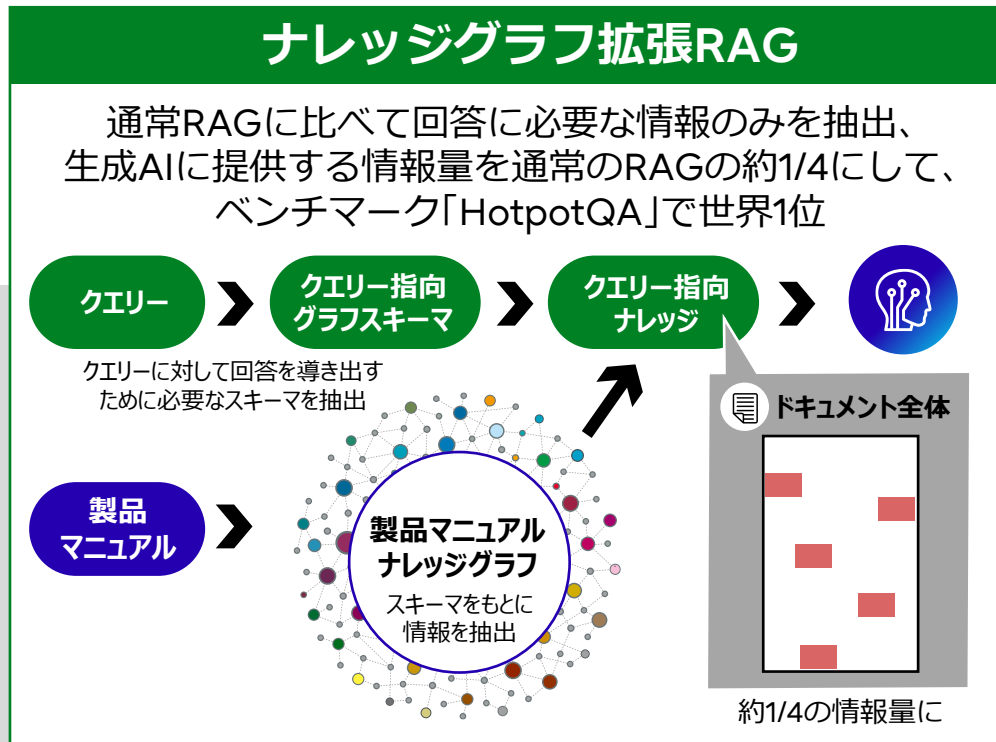 ナレッジグラフ拡張RAG
通常RAGに比べて回答に必要な情報のみを抽出、
生成AIに提供する情報量を通常のRAGの約1/4にして、
ベンチマーク「HotpotQA」で世界1位
クエリー
クエリー指向
グラフスキーマ
クエリー指向
ナレッジ
クエリーに対して回答を導き出す
ために必要なスキーマを抽出
ドキュメント全体
製品
マニュアル
製品マニュアル
ナレッジグラフ
スキーマをもとに
情報を抽出
約1/4の情報量に